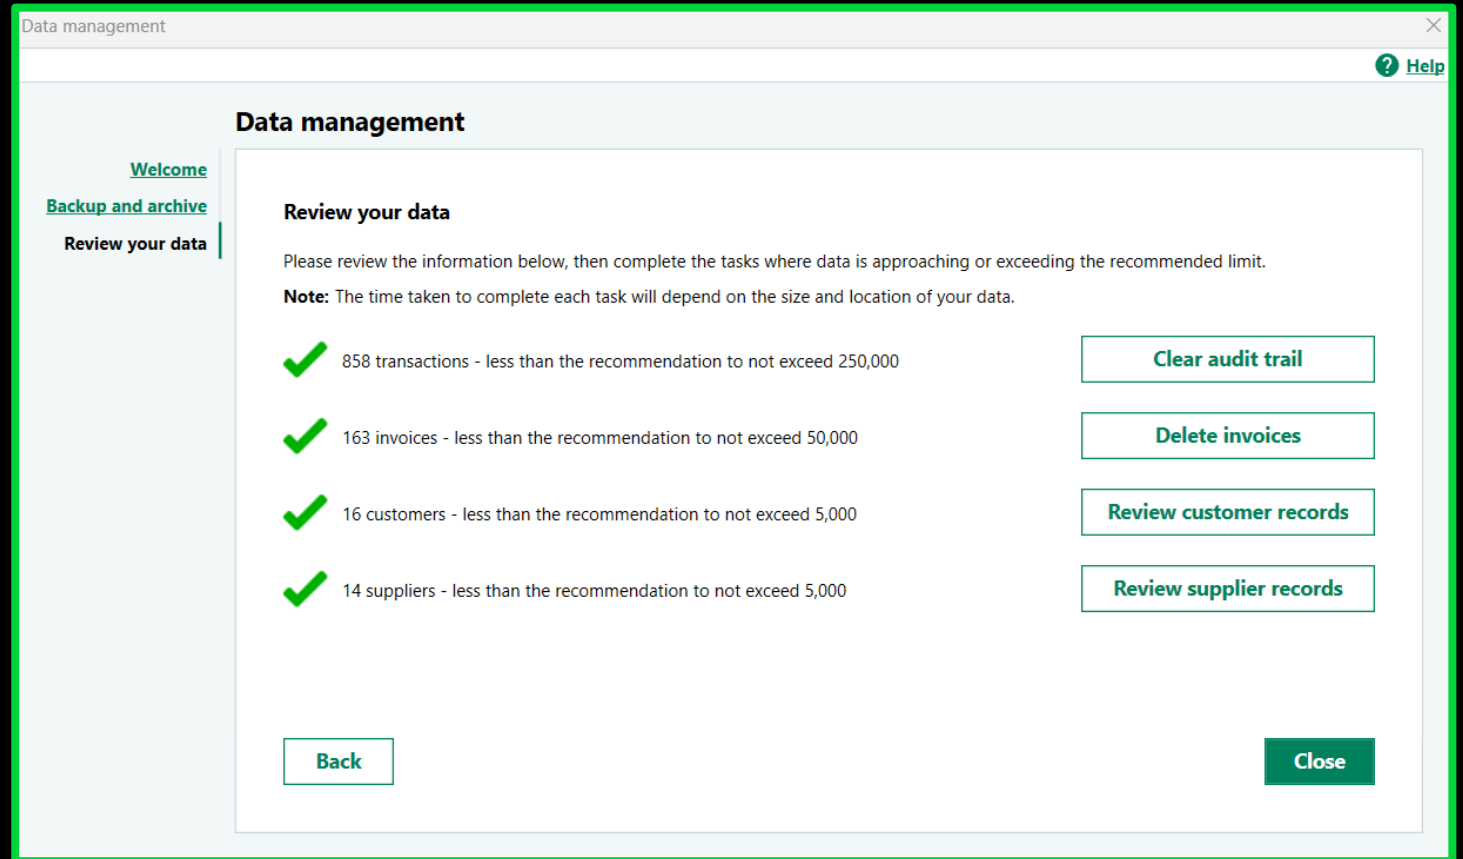 Data management
? Help
Data management
Welcome
Backup and archive
Review your data
Review your data
Please review the information below, then complete the tasks where data is approaching or exceeding the recommended limit.
Note: The time taken to complete each task will depend on the size and location of your data.
858 transactions - less than the recommendation to not exceed 250,000
Clear audit trail
163 invoices - less than the recommendation to not exceed 50,000
Delete invoices
16 customers - less than the recommendation to not exceed 5,000
Review customer records
14 suppliers - less than the recommendation to not exceed 5,000
Review supplier records
Back
Close